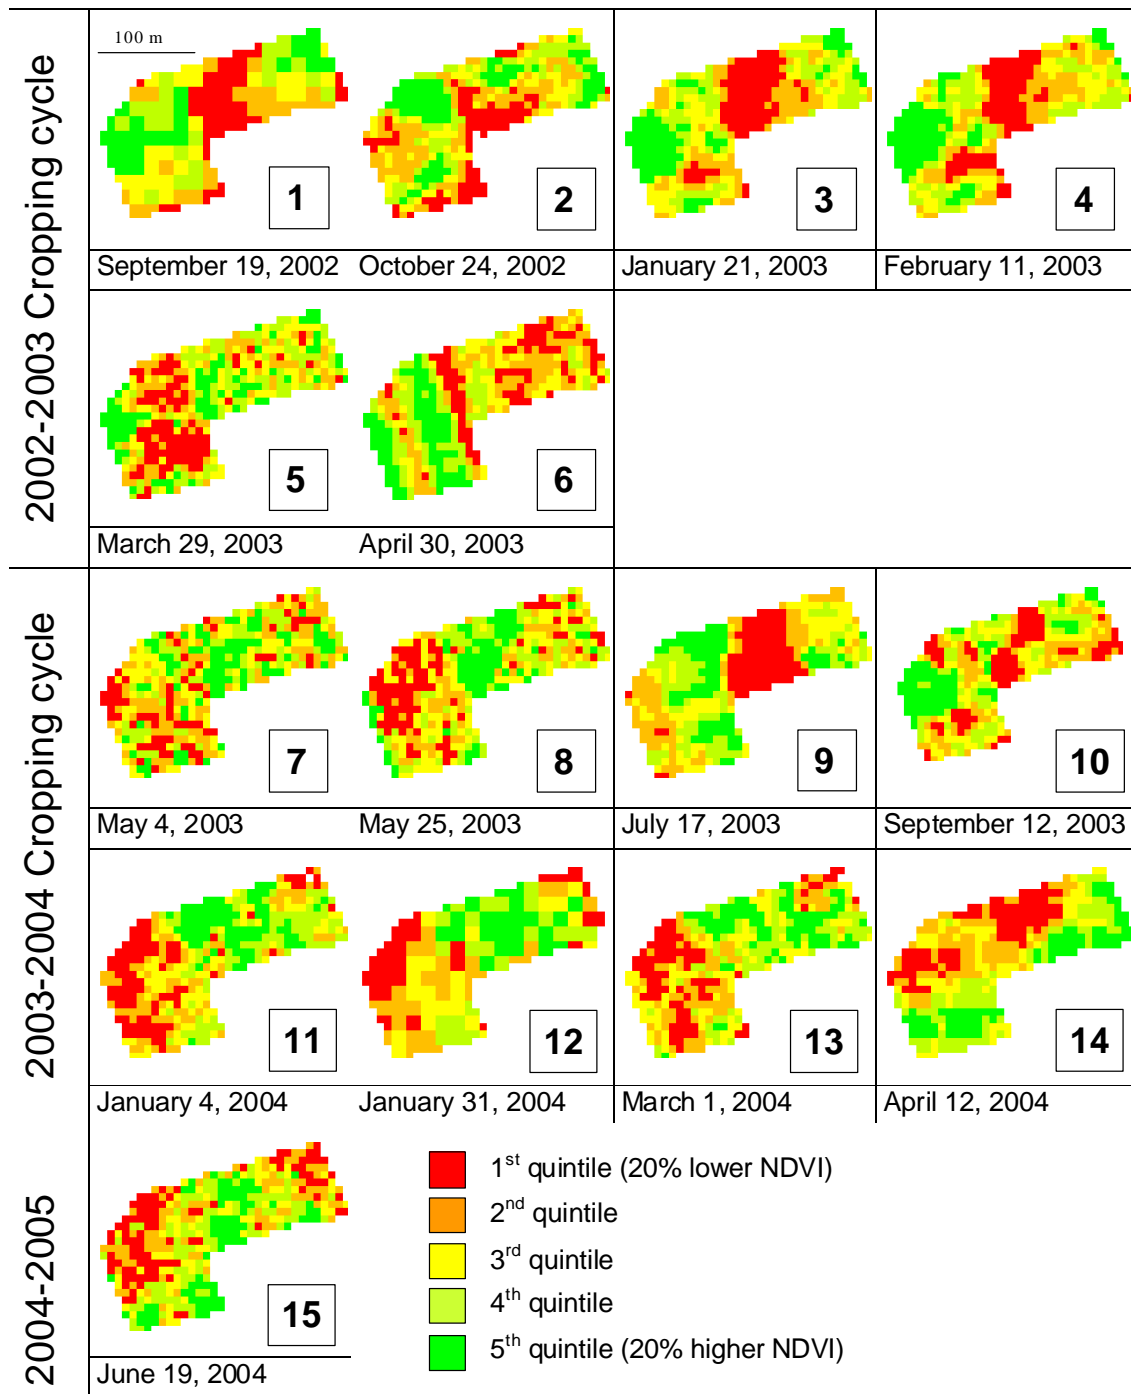 2002-2003 Cropping cycle
100 m
1
2
3
4
September 19, 2002
October 24, 2002
January 21, 2003
February 11, 2003
5
6
March 29, 2003
April 30, 2003
2003-2004 Cropping cycle
7
8
9
10
May 4, 2003
May 25, 2003
July 17, 2003
September 12, 2003
11
12
13
14
January 4, 2004
January 31, 2004
March 1, 2004
April 12, 2004
2004-2005
15
June 19, 2004
1st quintile (20% lower NDVI)
2nd quintile
3rd quintile
4th quintile
5th quintile (20% higher NDVI)